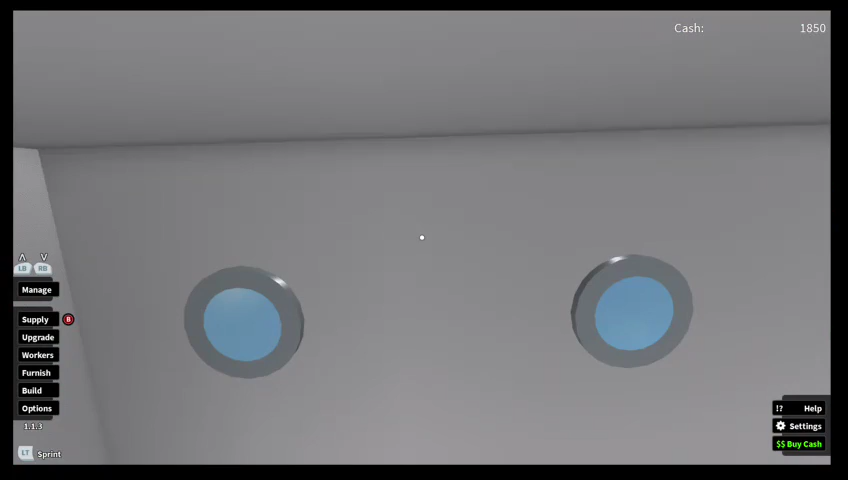 Cash: 1850
Λ V
LB RB
Manage
Supply B
Upgrade
Workers
Furnish
Build
Options
1.1.3
LT Sprint
!? Help
Settings
$$ Buy Cash